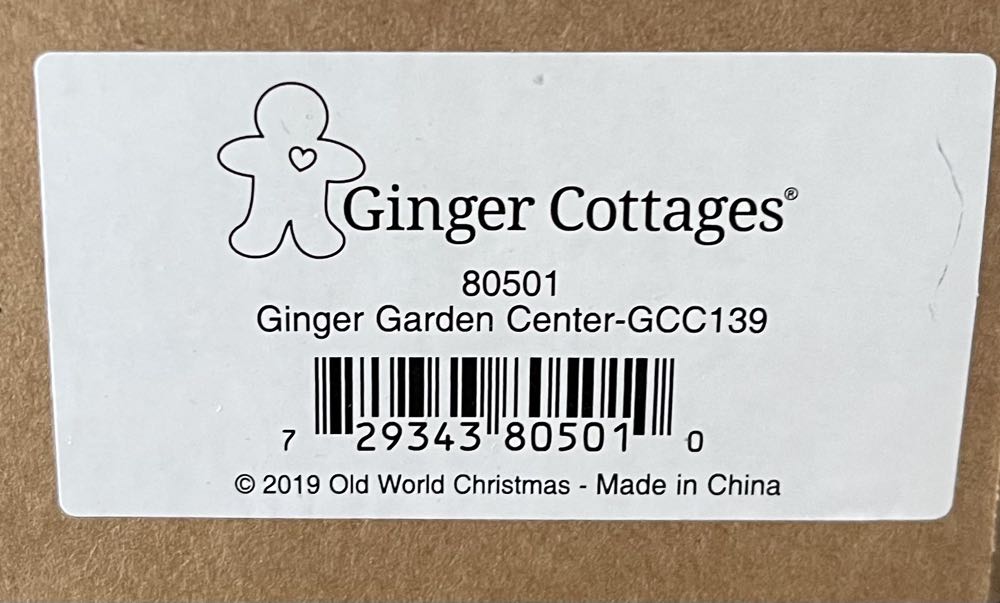 Ginger Cottages®
80501
Ginger Garden Center-GCC139
7 29343 80501 0
© 2019 Old World Christmas - Made in China